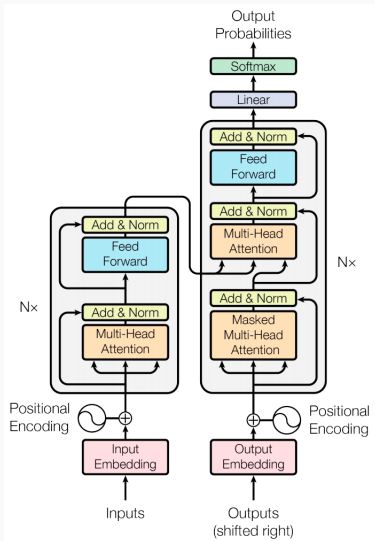 Output
Probabilities
Softmax
Linear
Add & Norm
Feed
Forward
Add & Norm
Multi-Head
Attention
Add & Norm
Masked
Multi-Head
Attention
N×
Add & Norm
Feed
Forward
Add & Norm
Multi-Head
Attention
N×
Positional
Encoding
Positional
Encoding
Input
Embedding
Output
Embedding
Inputs
Outputs
(shifted right)